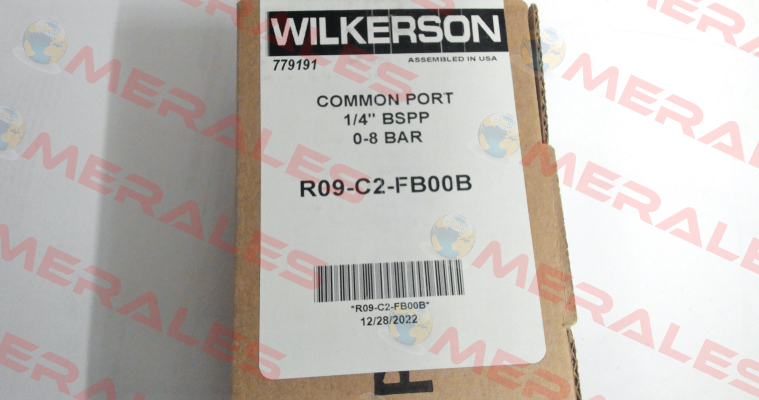 WILKERSON
779191
ASSEMBLED IN USA
COMMON PORT
1/4" BSPP
0-8 BAR
R09-C2-FB00B
"R09-C2-FB00B"
12/28/2022
MERALES
MERALES
MERALES
MERALES
MERALES